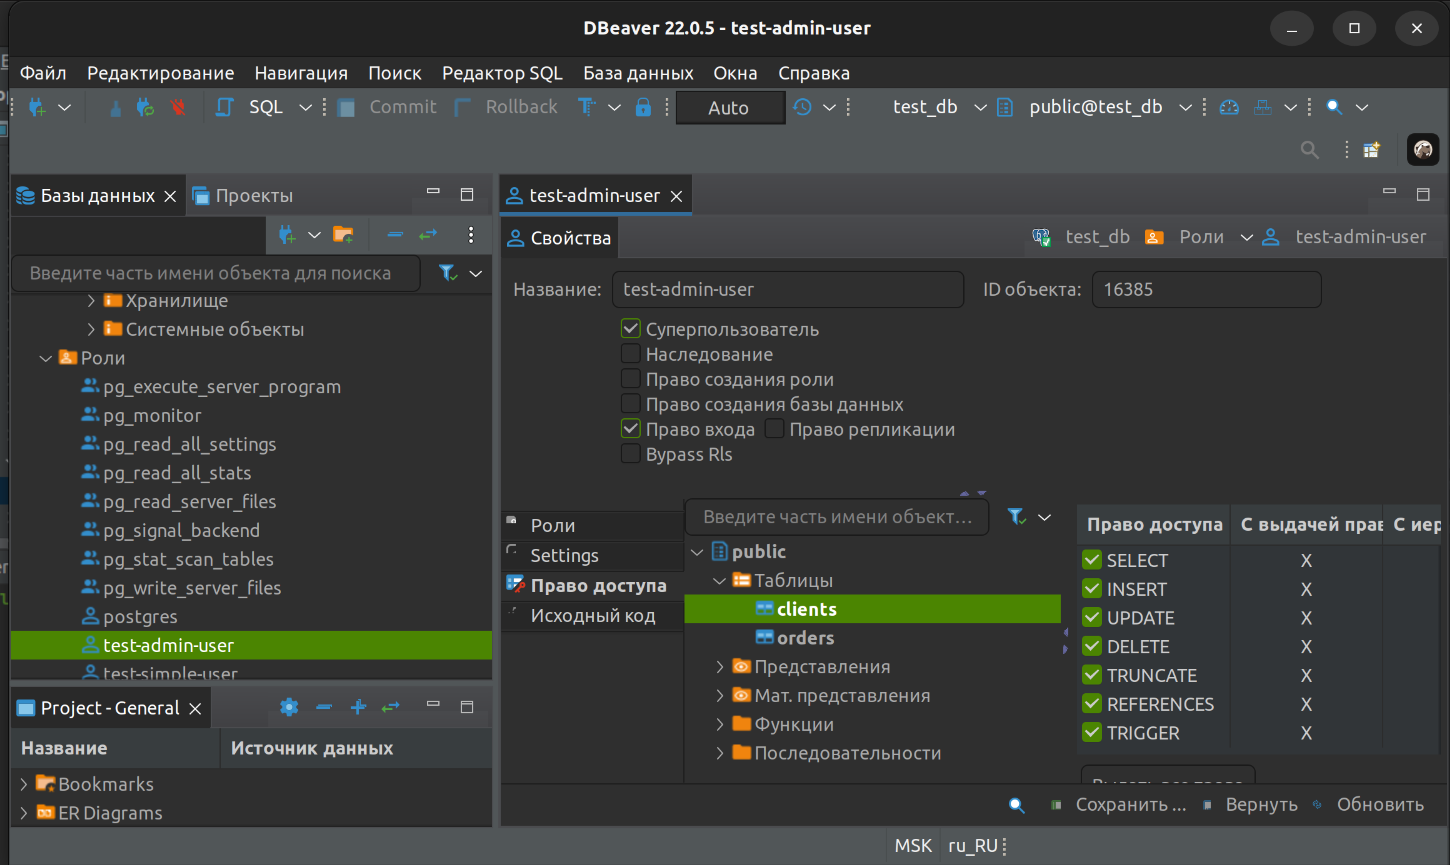 DBeaver 22.0.5 - test-admin-user
Файл Редактирование Навигация Поиск Редактор SQL База данных Окна Справка
SQL Commit Rollback Auto test_db public@test_db
Базы данных Проекты
Введите часть имени объекта для поиска
Хранилище
Системные объекты
Роли
pg_execute_server_program
pg_monitor
pg_read_all_settings
pg_read_all_stats
pg_read_server_files
pg_signal_backend
pg_stat_scan_tables
pg_write_server_files
postgres
test-admin-user
test-simple-user
Project - General
Название Источник данных
Bookmarks
ER Diagrams
test-admin-user
Свойства test_db Роли test-admin-user
Название: test-admin-user ID объекта: 16385
Суперпользователь
Наследование
Право создания роли
Право создания базы данных
Право входа Право репликации
Bypass Rls
Роли
Settings
Право доступа
Исходный код
Введите часть имени объект...
public
Таблицы
clients
orders
Представления
Мат. представления
Функции
Последовательности
Право доступа С выдачей прав С иер
SELECT X
INSERT X
UPDATE X
DELETE X
TRUNCATE X
REFERENCES X
TRIGGER X
Сохранить ... Вернуть Обновить
MSK ru_RU